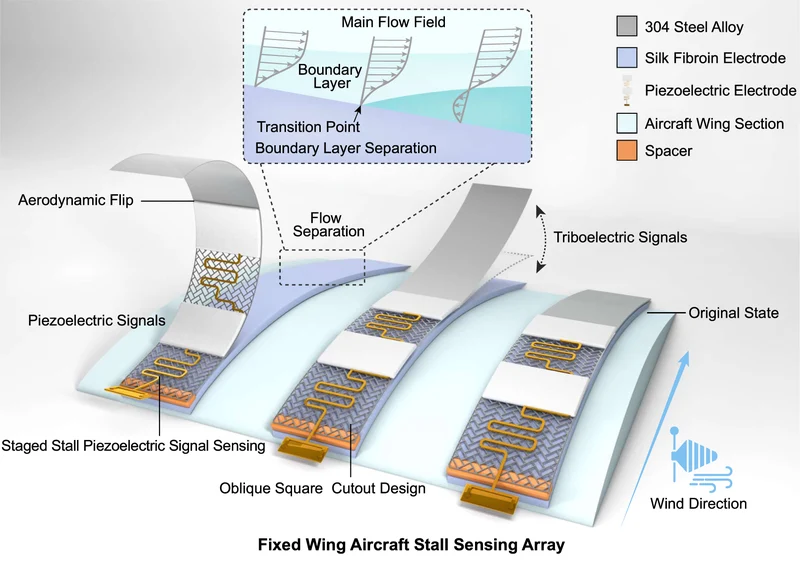 Main Flow Field
Boundary
Layer
Transition Point
Boundary Layer Separation
304 Steel Alloy
Silk Fibroin Electrode
Piezoelectric Electrode
Aircraft Wing Section
Spacer
Aerodynamic Flip
Flow
Separation
Triboelectric Signals
Piezoelectric Signals
Original State
Staged Stall Piezoelectric Signal Sensing
Oblique Square Cutout Design
Wind Direction
Fixed Wing Aircraft Stall Sensing Array